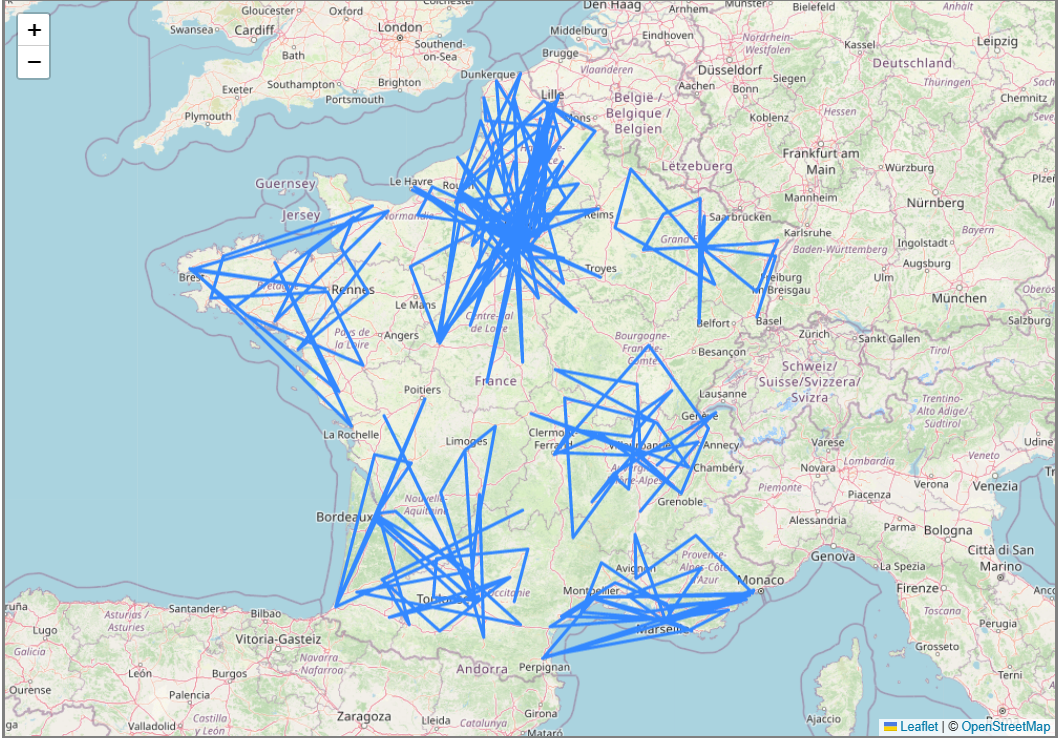 +
−
Gloucester
Oxford
Colchester
Den Haag
Arnhem
Münster
Bielefeld
Anhalt
Swansea
Cardiff
London
Middelburg
Eindhoven
Nordrhein-
Westfalen
Kassel
Leipzig
Bath
Southend-
on-Sea
Brugge
Vlaanderen
Düsseldorf
Deutschland
Exeter
Southampton
Brighton
Dunkerque
Lille
Aachen
Siegen
Thüringen
Portsmouth
België /
Belgique /
Belgien
Bonn
Chemnitz
Plymouth
Mons
Koblenz
Hessen
Frankfurt am
Main
Guernsey
Le Havre
Lëtzebuerg
Würzburg
Mannheim
Nürnberg
Jersey
Normandie
Reims
Saarbrücken
Karlsruhe
Baden-Württemberg
Ingolstadt
Bayern
Grand Est
Brest
Bretagne
Rennes
Troyes
Ulm
Augsburg
Freiburg
im Breisgau
München
Le Mans
Pays de
la Loire
Angers
Central-val
de Loire
Belfort
Basel
Zürich
Sankt Gallen
Salzburg
Bourgogne-
Franche-
Comté
Besançon
Tirol
Poitiers
France
Schweiz/
Suisse/Svizzera/
Svizra
Lausanne
Trentino-
Alto Adige/
Südtirol
La Rochelle
Limoges
Clermont-
Ferrand
Villeurbanne
Genève
Annecy
Varese
Chambéry
Novara
Lombardia
Verona
Venezia
Grenoble
Piemonte
Piacenza
Bordeaux
Nouvelle-
Aquitaine
Alessandria
Parma
Bologna
Genova
Città di San
Marino
Avignon
Provence-
Alpes-Côte
d'Azur
Monaco
La Spezia
Firenze
Santander
Bilbao
Asturias /
Asturies
Toulouse
Occitanie
Montpellier
Marseille
Toscana
Lugo
Vitoria-Gasteiz
Perugia
Galicia
León
Burgos
Navarra -
Nafarroa
Andorra
Perpignan
Grosseto
Terni
Ourense
Palencia
Zaragoza
Lleida
Girona
Catalunya
Valladolid
Castilla
y León
Mataró
Ajaccio
Leaflet | © OpenStreetMap